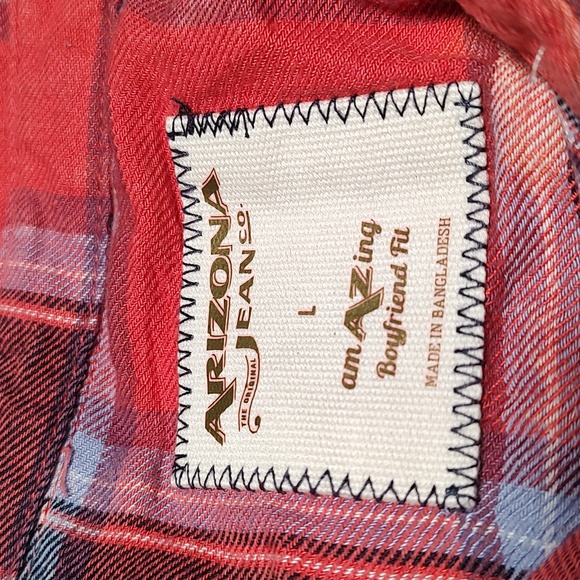 ARIZONA
THE ORIGINAL JEAN CO.
L
amAZing
Boyfriend Fit
MADE IN BANGLADESH